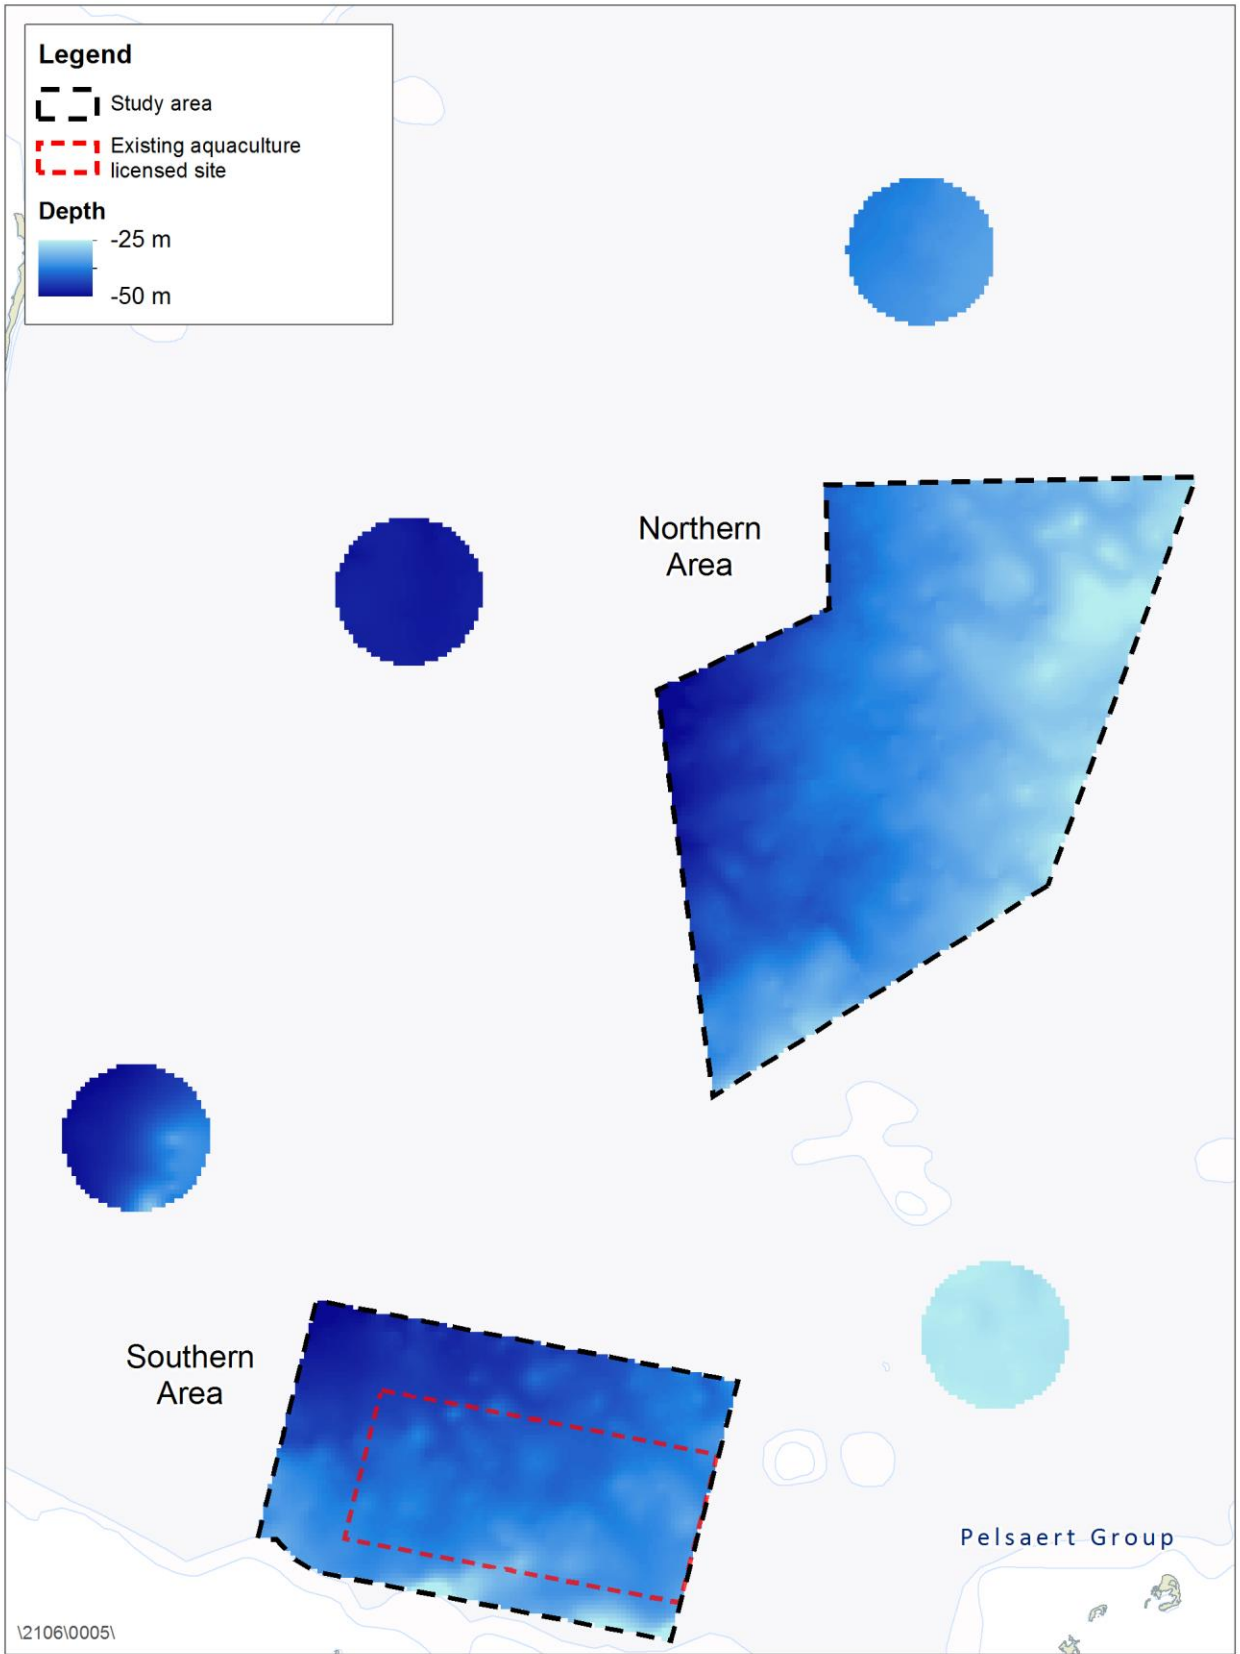 Legend
Study area
Existing aquaculture
licensed site
Depth
-25 m
-50 m
Northern
Area
Southern
Area
Pelsaert Group
\2106\0005\